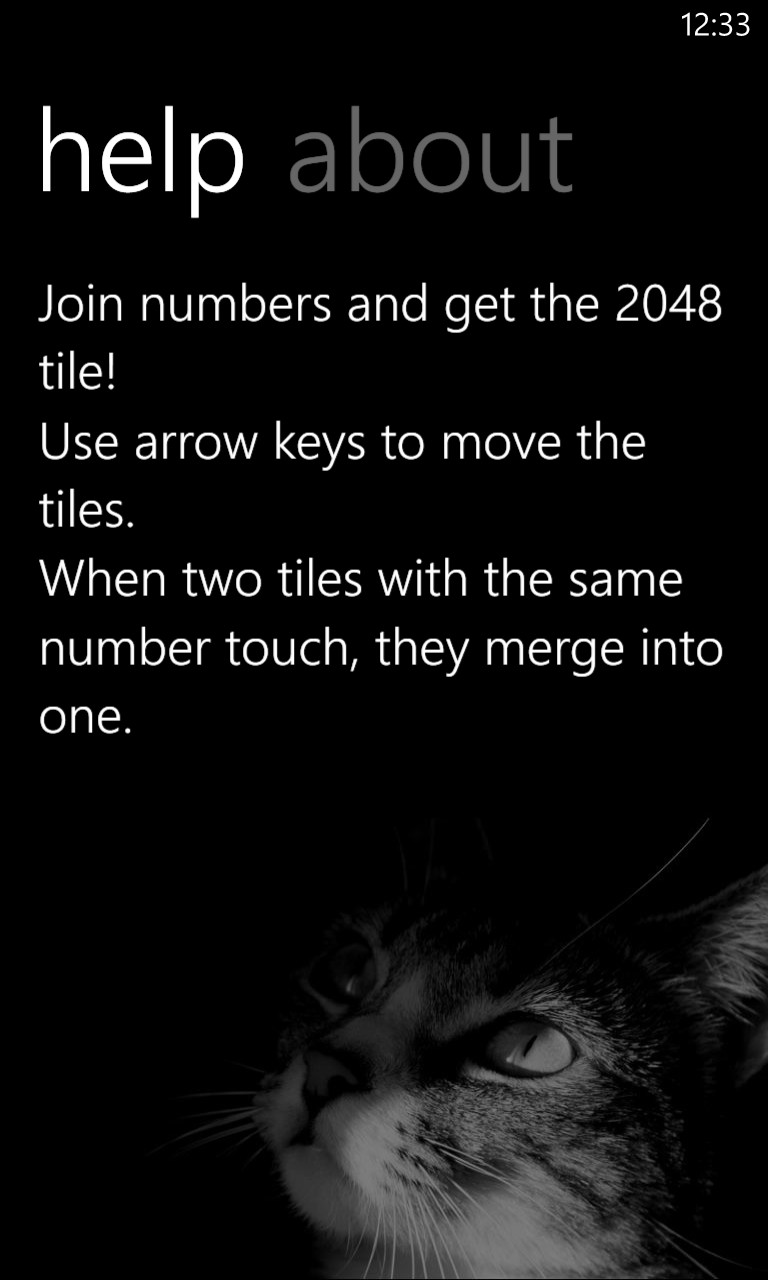 12:33
help about
Join numbers and get the 2048
tile!
Use arrow keys to move the
tiles.
When two tiles with the same
number touch, they merge into
one.